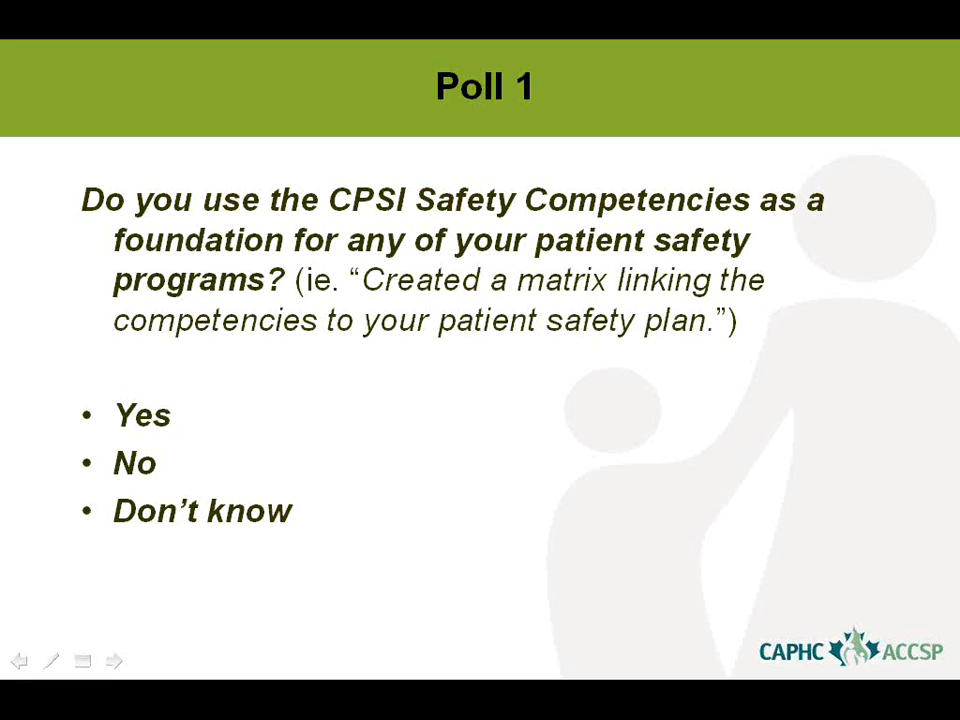 Poll 1
Do you use the CPSI Safety Competencies as a
foundation for any of your patient safety
programs? (ie. “Created a matrix linking the
competencies to your patient safety plan.”)
• Yes
• No
• Don’t know
CAPHC ACCSP